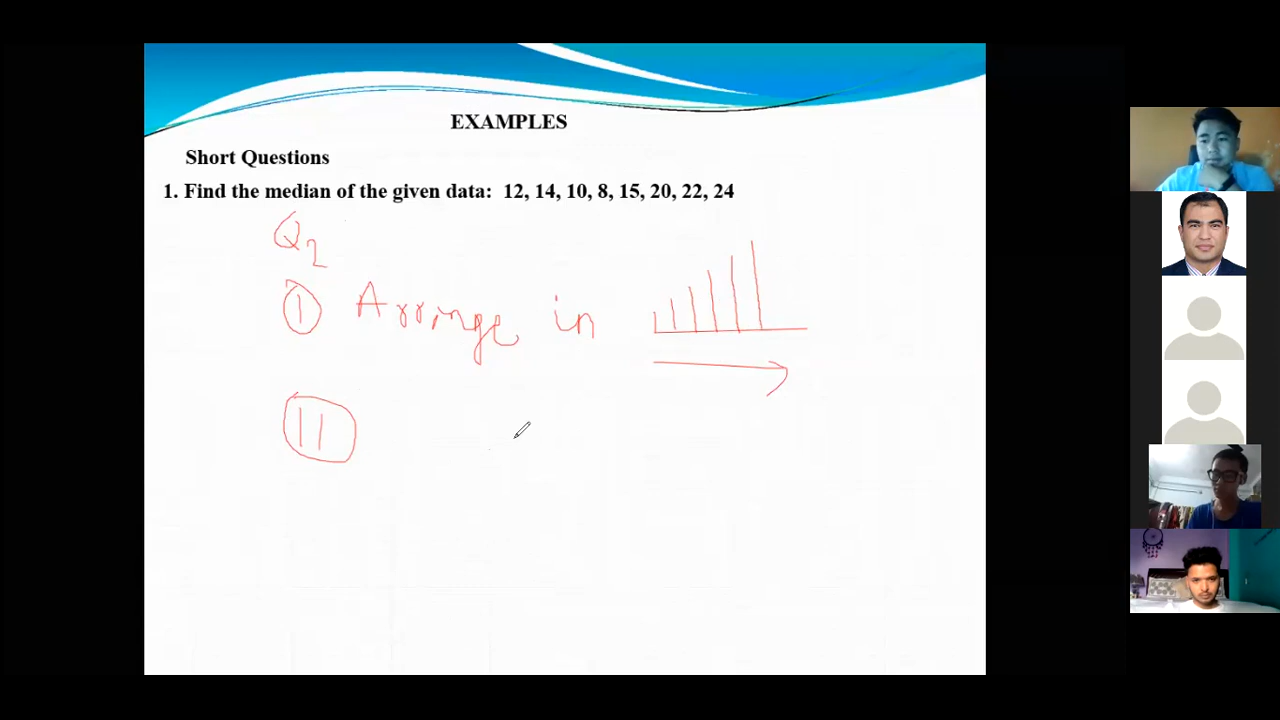 EXAMPLES
Short Questions
1. Find the median of the given data: 12, 14, 10, 8, 15, 20, 22, 24
Q2
I Arrange in
II